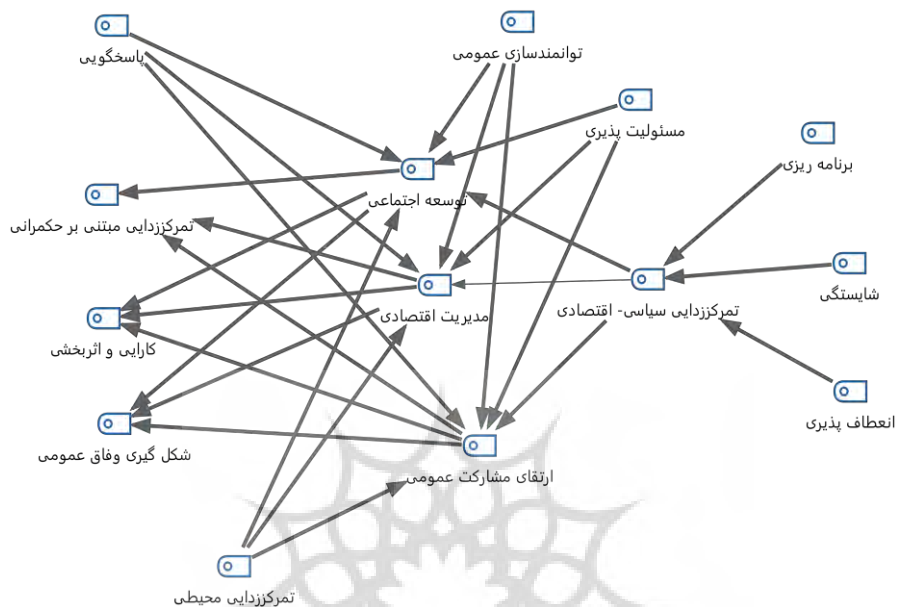 پاسخگویی
توانمندسازی عمومی
مسئولیت پذیری
برنامه ریزی
توسعه اجتماعی
تمرکززدایی مبتنی بر حکمرانی
شایستگی
تمرکززدایی سیاسی- اقتصادی
مدیریت اقتصادی
کارایی و اثربخشی
انعطاف پذیری
شکل گیری وفاق عمومی
ارتقای مشارکت عمومی
تمرکززدایی محیطی